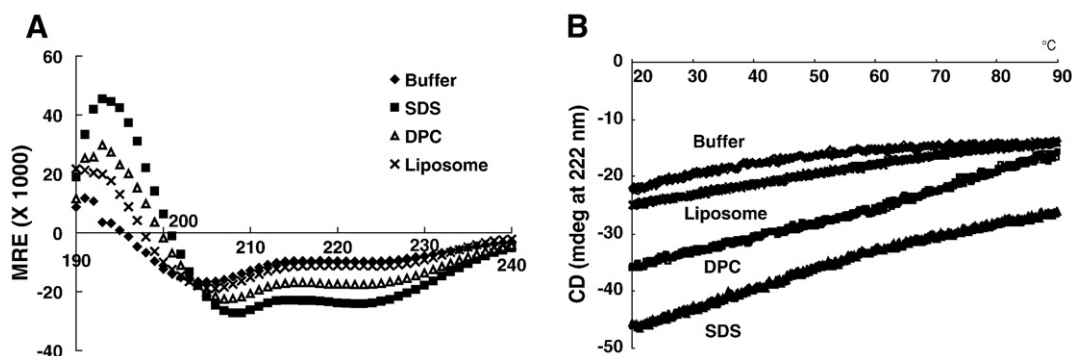 A
MRE (X 1000)
60
40
20
0
-20
-40
190
200
210
220
230
240
Buffer
SDS
DPC
Liposome
B
°C
CD (mdeg at 222 nm)
0
-10
-20
-30
-40
-50
20
30
40
50
60
70
80
90
Buffer
Liposome
DPC
SDS